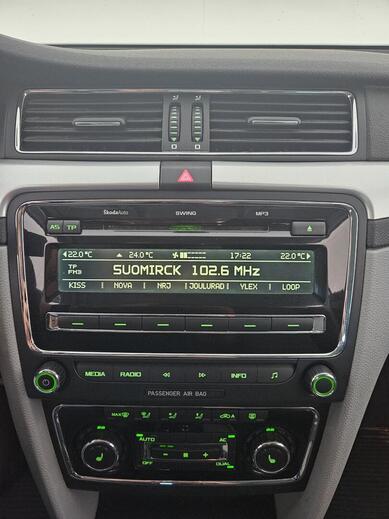 ŠkodaAuto SWING MP3
AS TP
22.0°C 24.0°C 17:22 22.0°C
TP
FM3
SUOMIRCK 102.6 MHz
KISS | NOVA | NRJ | JOULURAD | YLEX | LOOP
MEDIA RADIO INFO
PASSENGER AIR BAG
MAX A
AUTO AC
OFF DUAL